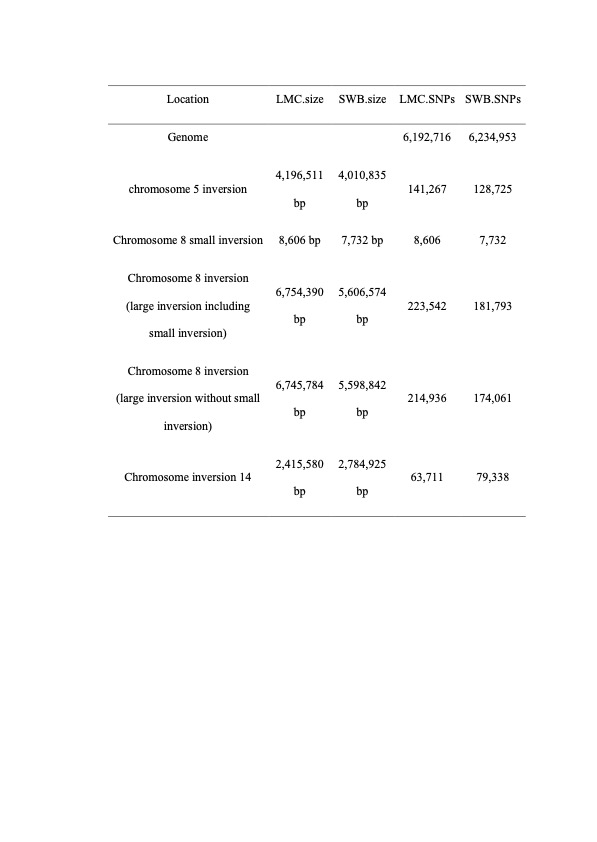 Location LMC.size SWB.size LMC.SNPs SWB.SNPs
Genome 6,192,716 6,234,953
4,196,511 4,010,835
chromosome 5 inversion 141,267 128,725
bp bp
Chromosome 8 small inversion 8,606 bp 7,732 bp 8,606 7,732
Chromosome 8 inversion
6,754,390 5,606,574
(large inversion including 223,542 181,793
bp bp
small inversion)
Chromosome 8 inversion
6,745,784 5,598,842
(large inversion without small 214,936 174,061
bp bp
inversion)
2,415,580 2,784,925
Chromosome inversion 14 63,711 79,338
bp bp